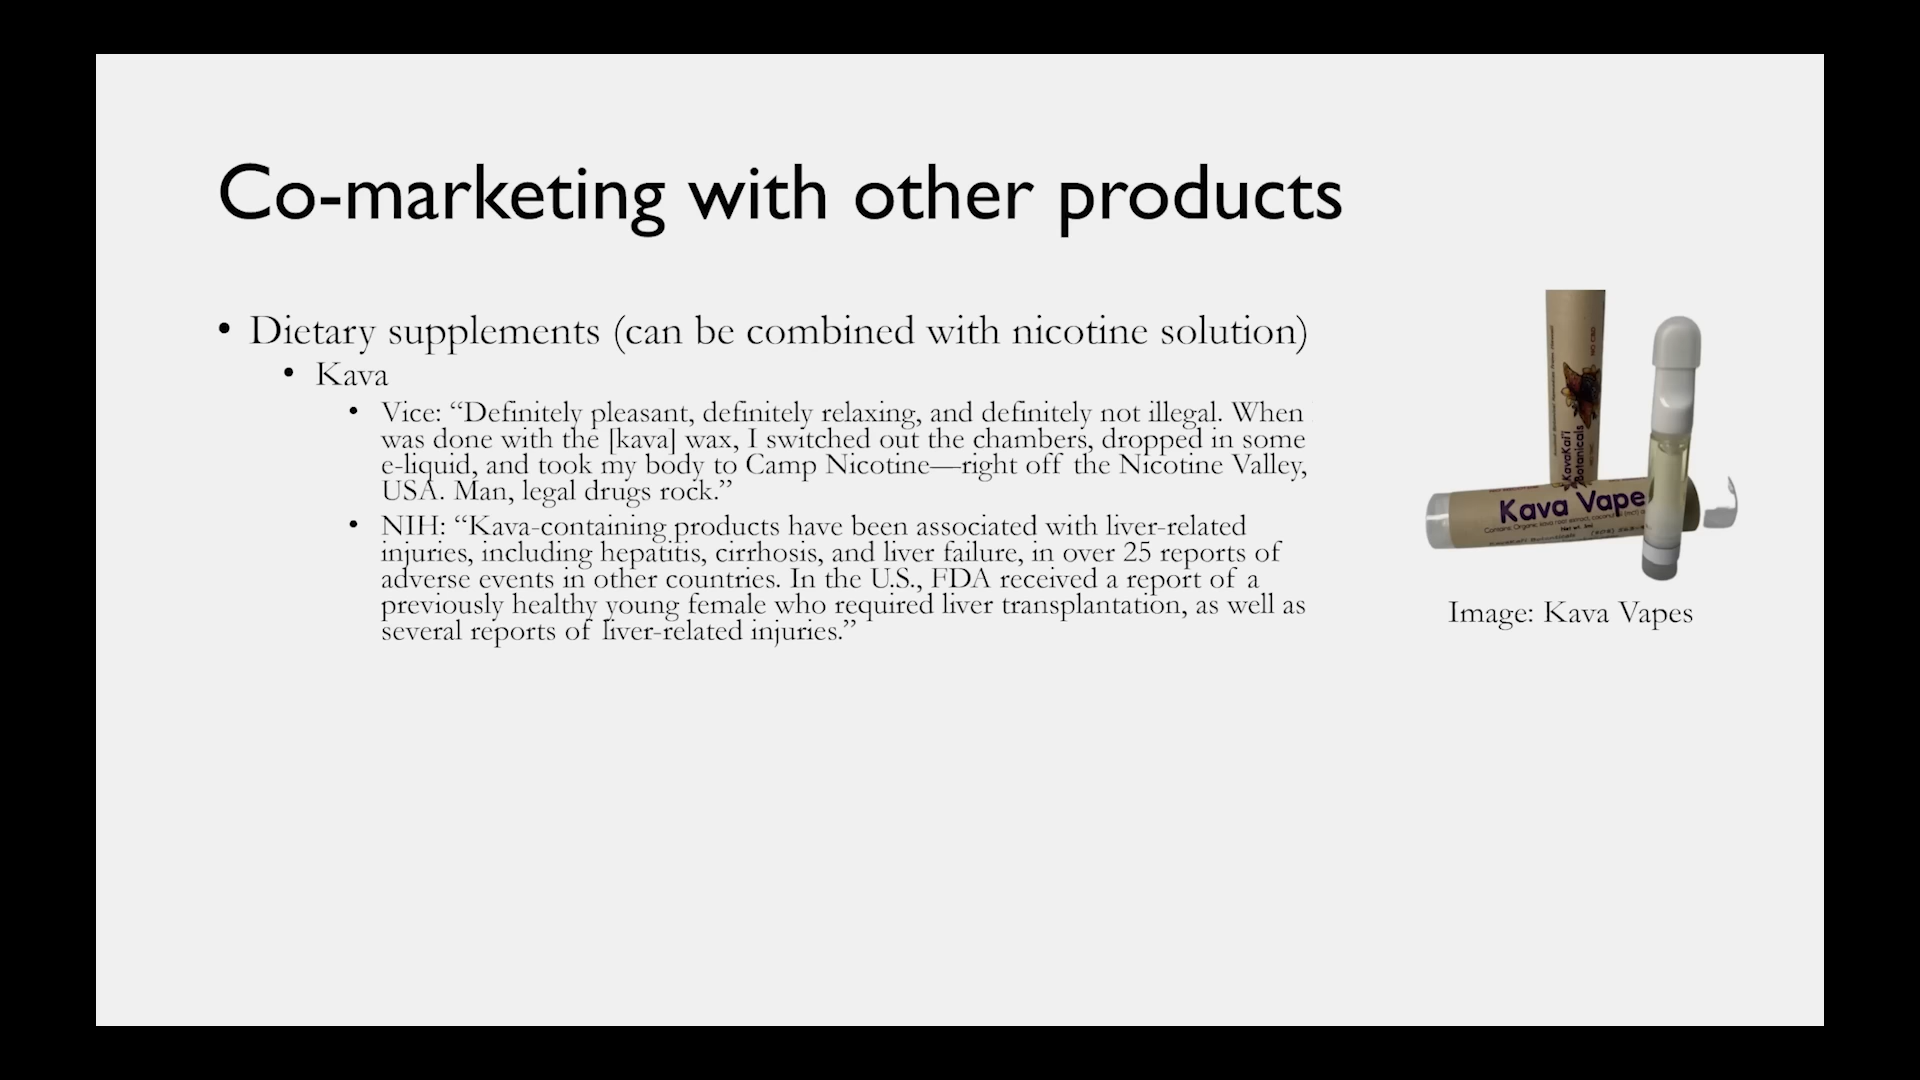 Co-marketing with other products
• Dietary supplements (can be combined with nicotine solution)
• Kava
• Vice: “Definitely pleasant, definitely relaxing, and definitely not illegal. When
was done with the [kava] wax, I switched out the chambers, dropped in some
e-liquid, and took my body to Camp Nicotine—right off the Nicotine Valley,
USA. Man, legal drugs rock.”
• NIH: “Kava-containing products have been associated with liver-related
injuries, including hepatitis, cirrhosis, and liver failure, in over 25 reports of
adverse events in other countries. In the U.S., FDA received a report of a
previously healthy young female who required liver transplantation, as well as
several reports of liver-related injuries.”
NO CBD
KavaKai'i
Botanicals
Kava Vape
Net wt.
Image: Kava Vapes